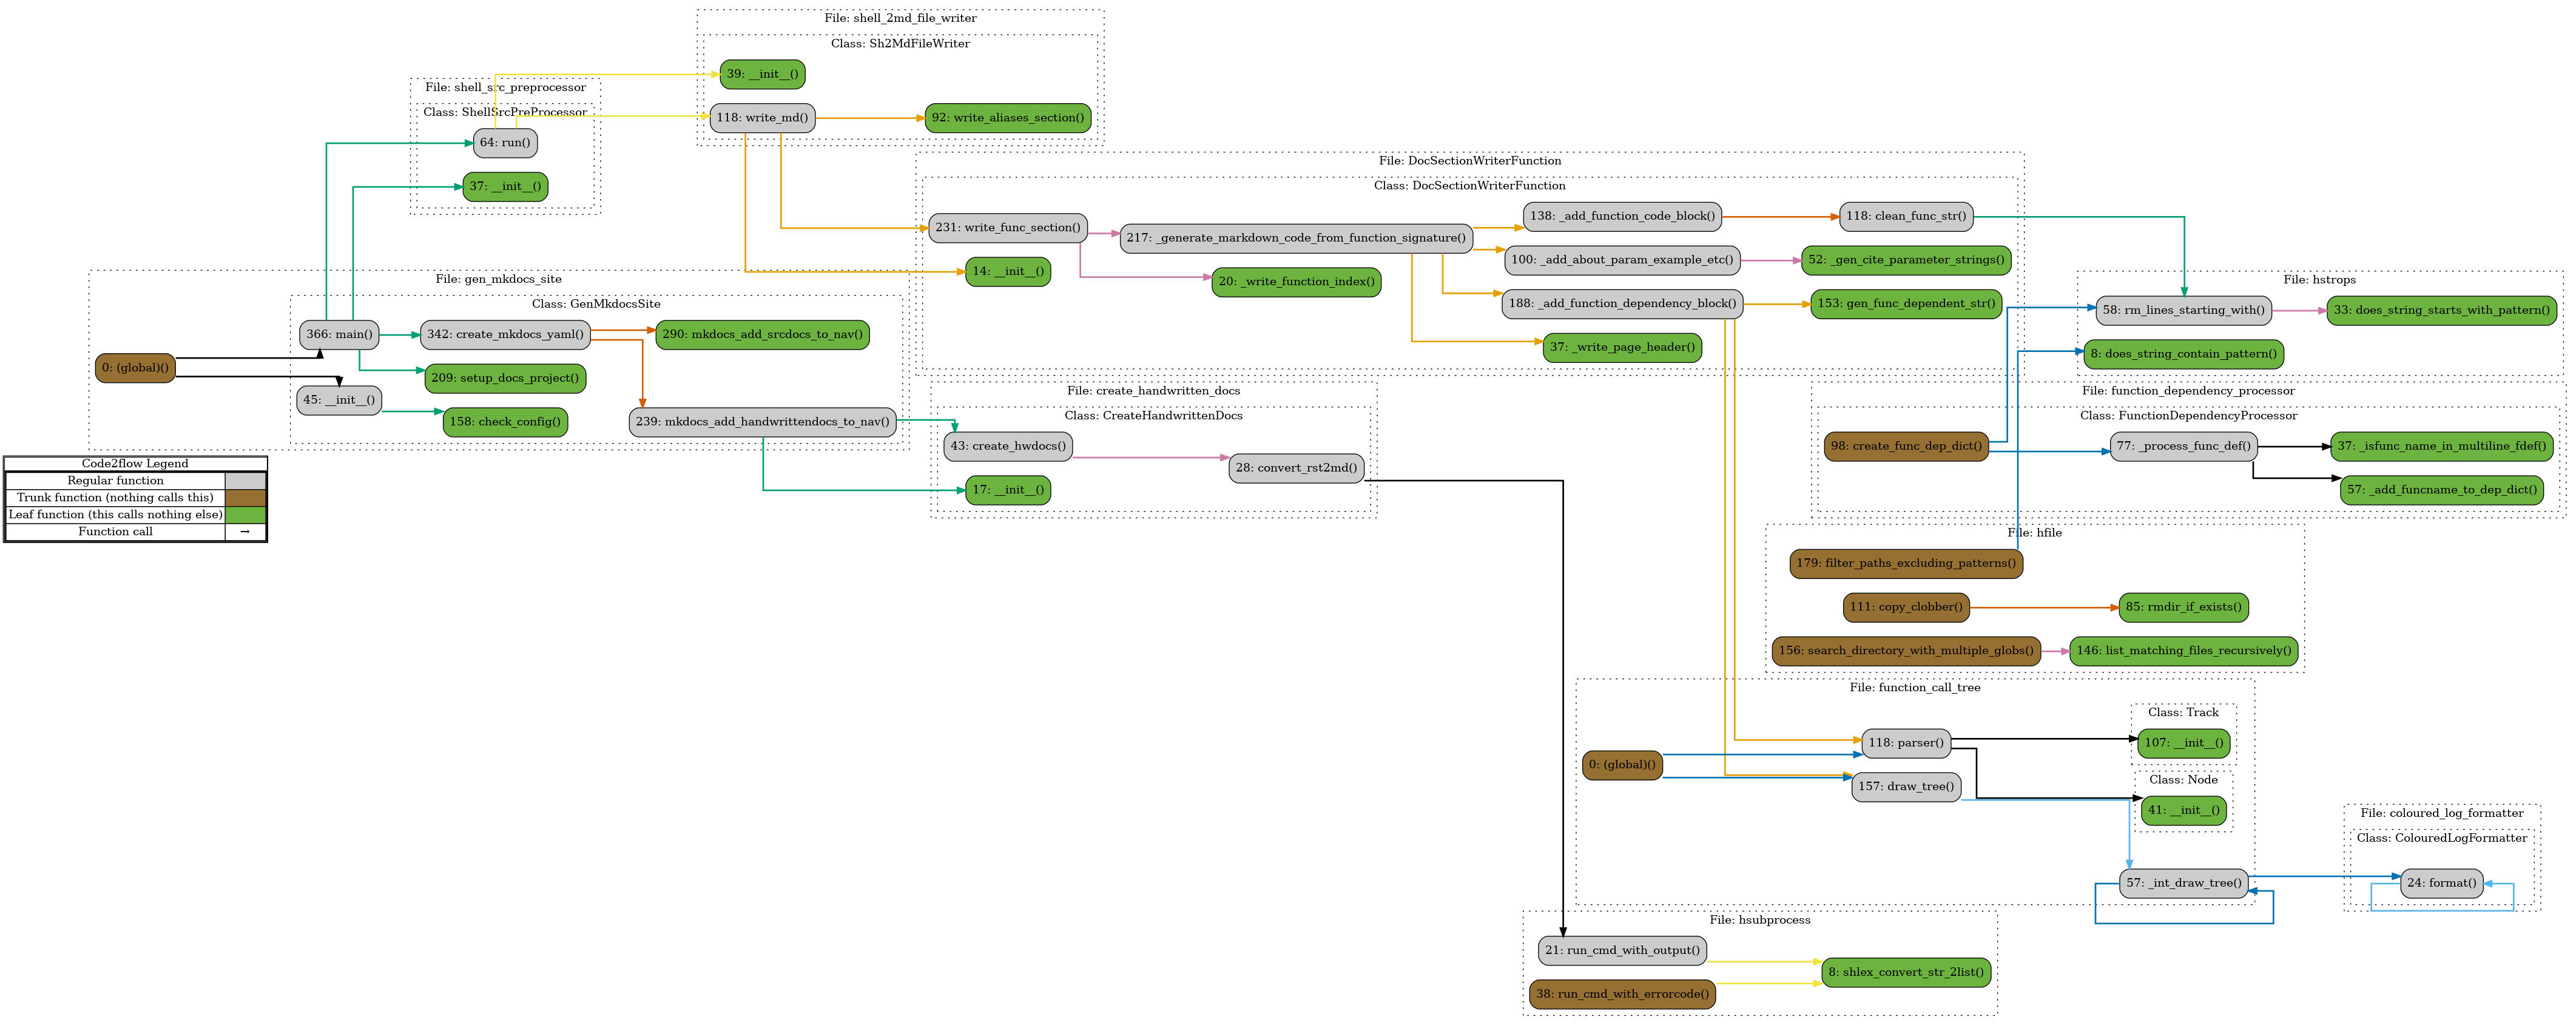 File: shell_2md_file_writer
Class: Sh2MdFileWriter
39: __init__()
118: write_md()
92: write_aliases_section()
File: shell_src_preprocessor
Class: ShellSrcPreProcessor
64: run()
37: __init__()
File: DocSectionWriterFunction
Class: DocSectionWriterFunction
231: write_func_section()
217: _generate_markdown_code_from_function_signature()
138: _add_function_code_block()
118: clean_func_str()
14: __init__()
20: _write_function_index()
100: _add_about_param_example_etc()
52: _gen_cite_parameter_strings()
188: _add_function_dependency_block()
153: gen_func_dependent_str()
37: _write_page_header()
File: gen_mkdocs_site
Class: GenMkdocsSite
0: (global)()
366: main()
342: create_mkdocs_yaml()
290: mkdocs_add_srcdocs_to_nav()
209: setup_docs_project()
45: __init__()
158: check_config()
239: mkdocs_add_handwrittendocs_to_nav()
File: hstrops
58: rm_lines_starting_with()
33: does_string_starts_with_pattern()
8: does_string_contain_pattern()
File: create_handwritten_docs
Class: CreateHandwrittenDocs
43: create_hwdocs()
28: convert_rst2md()
17: __init__()
File: function_dependency_processor
Class: FunctionDependencyProcessor
98: create_func_dep_dict()
77: _process_func_def()
37: _isfunc_name_in_multiline_fdef()
57: _add_funcname_to_dep_dict()
Code2flow Legend
Regular function
Trunk function (nothing calls this)
Leaf function (this calls nothing else)
Function call →
File: hfile
179: filter_paths_excluding_patterns()
111: copy_clobber()
85: rmdir_if_exists()
156: search_directory_with_multiple_globs()
146: list_matching_files_recursively()
File: function_call_tree
Class: Track
107: __init__()
118: parser()
0: (global)()
157: draw_tree()
Class: Node
41: __init__()
57: _int_draw_tree()
File: coloured_log_formatter
Class: ColouredLogFormatter
24: format()
File: hsubprocess
21: run_cmd_with_output()
8: shlex_convert_str_2list()
38: run_cmd_with_errorcode()